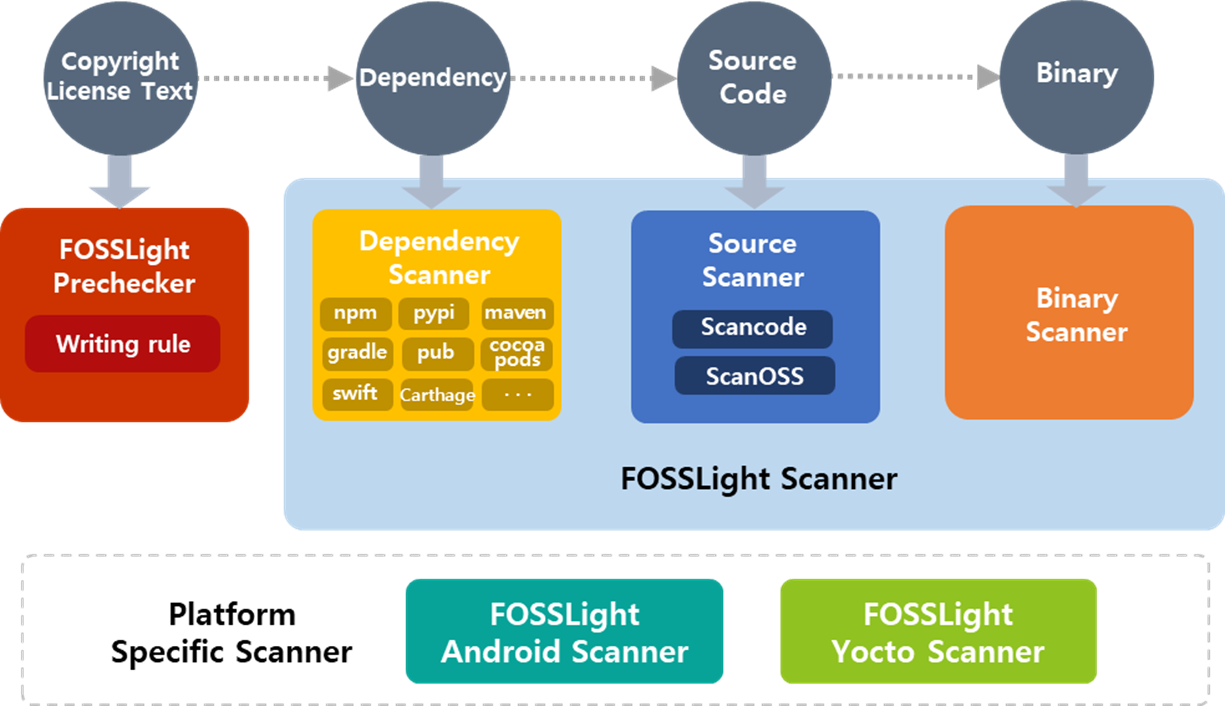 Copyright
License Text
Dependency
Source
Code
Binary
FOSSLight
Prechecker
Writing rule
Dependency
Scanner
npm
pypi
maven
gradle
pub
cocoa
pods
swift
Carthage
. . .
Source
Scanner
Scancode
ScanOSS
Binary
Scanner
FOSSLight Scanner
Platform
Specific Scanner
FOSSLight
Android Scanner
FOSSLight
Yocto Scanner